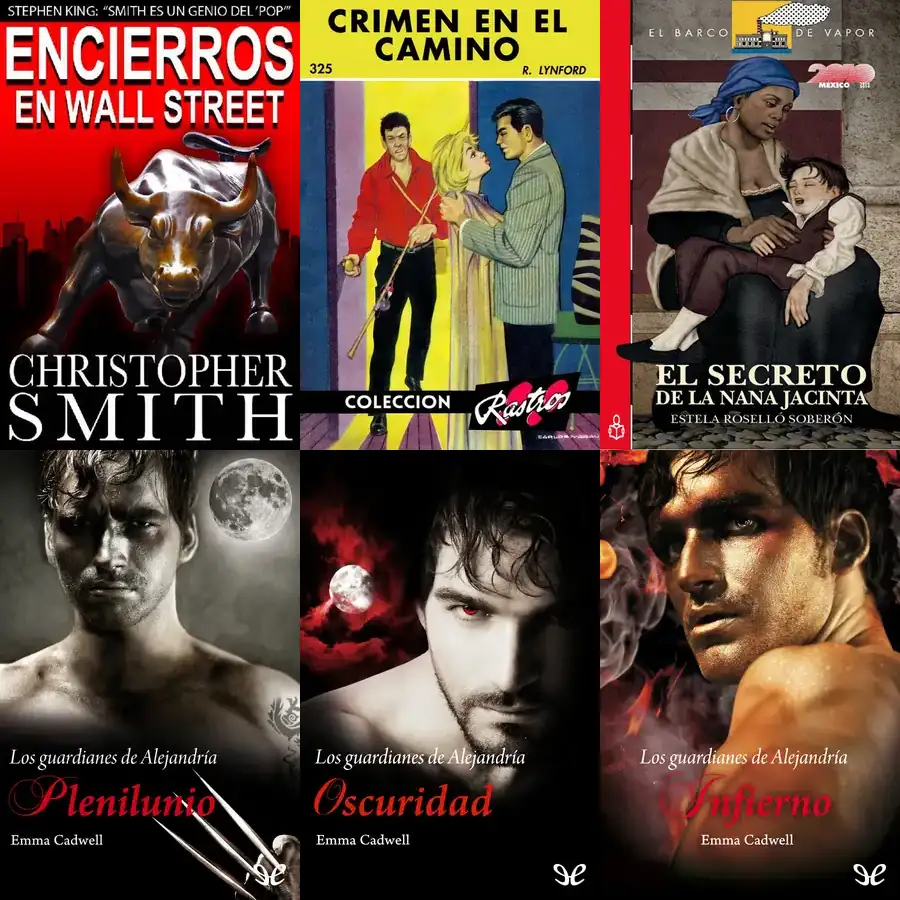 STEPHEN KING: "SMITH ES UN GENIO DEL 'POP'"
ENCIERROS
EN WALL STREET
CHRISTOPHER
SMITH
CRIMEN EN EL
CAMINO
325
R. LYNFORD
COLECCION
Rastros
EL BARCO DE VAPOR
2010
MEXICO
EL SECRETO
DE LA NANA JACINTA
ESTELA ROSELLÓ SOBERÓN
Los guardianes de Alejandría
Plenilunio
Emma Cadwell
Los guardianes de Alejandría
Oscuridad
Emma Cadwell
Los guardianes de Alejandría
Infierno
Emma Cadwell